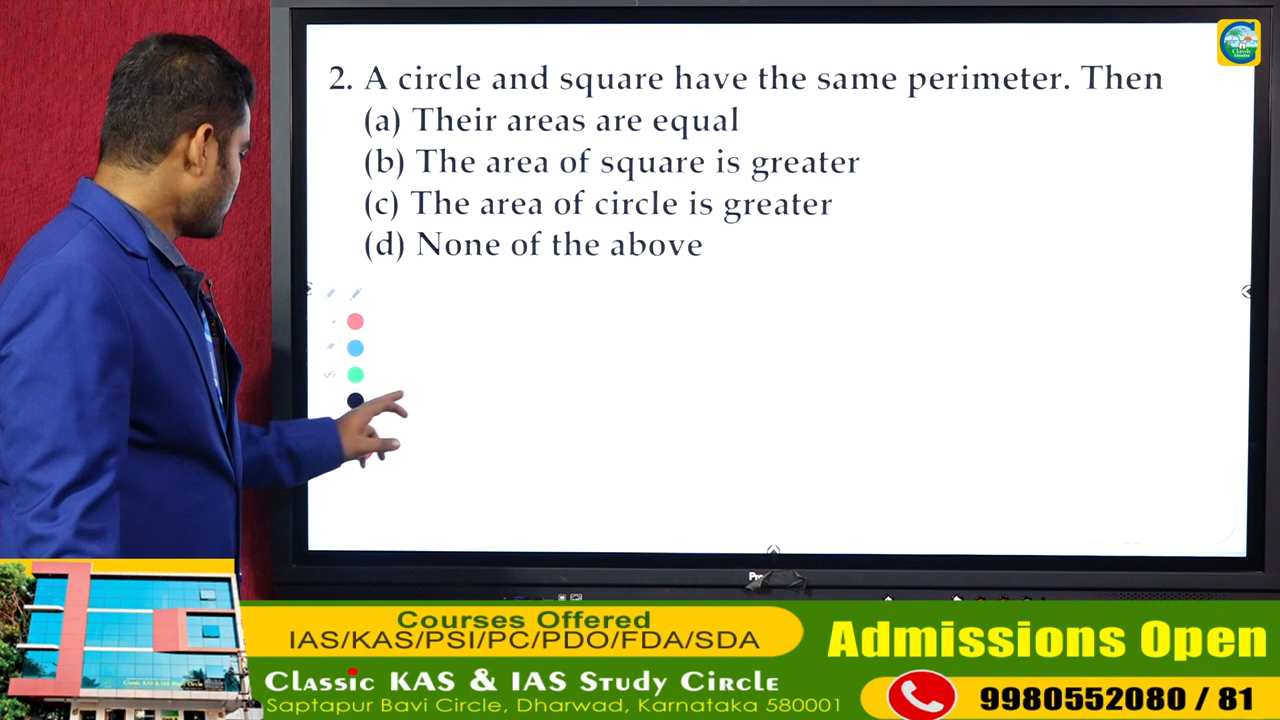 2. A circle and square have the same perimeter. Then
(a) Their areas are equal
(b) The area of square is greater
(c) The area of circle is greater
(d) None of the above
Classic
Courses Offered
IAS/KAS/PSI/PC/PDO/FDA/SDA
Classic KAS & IAS Study Circle
Saptapur Bavi Circle, Dharwad, Karnataka 580001
Admissions Open
9980552080 / 81